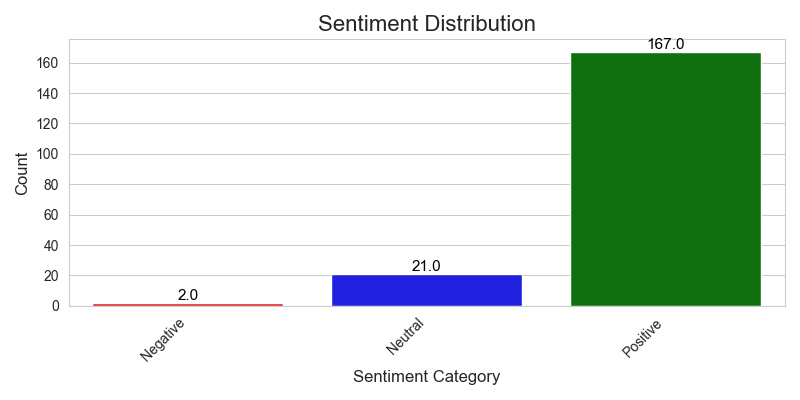 Sentiment Distribution
167.0
160
140
120
100
80
60
40
20
0
Count
21.0
2.0
Negative
Neutral
Positive
Sentiment Category